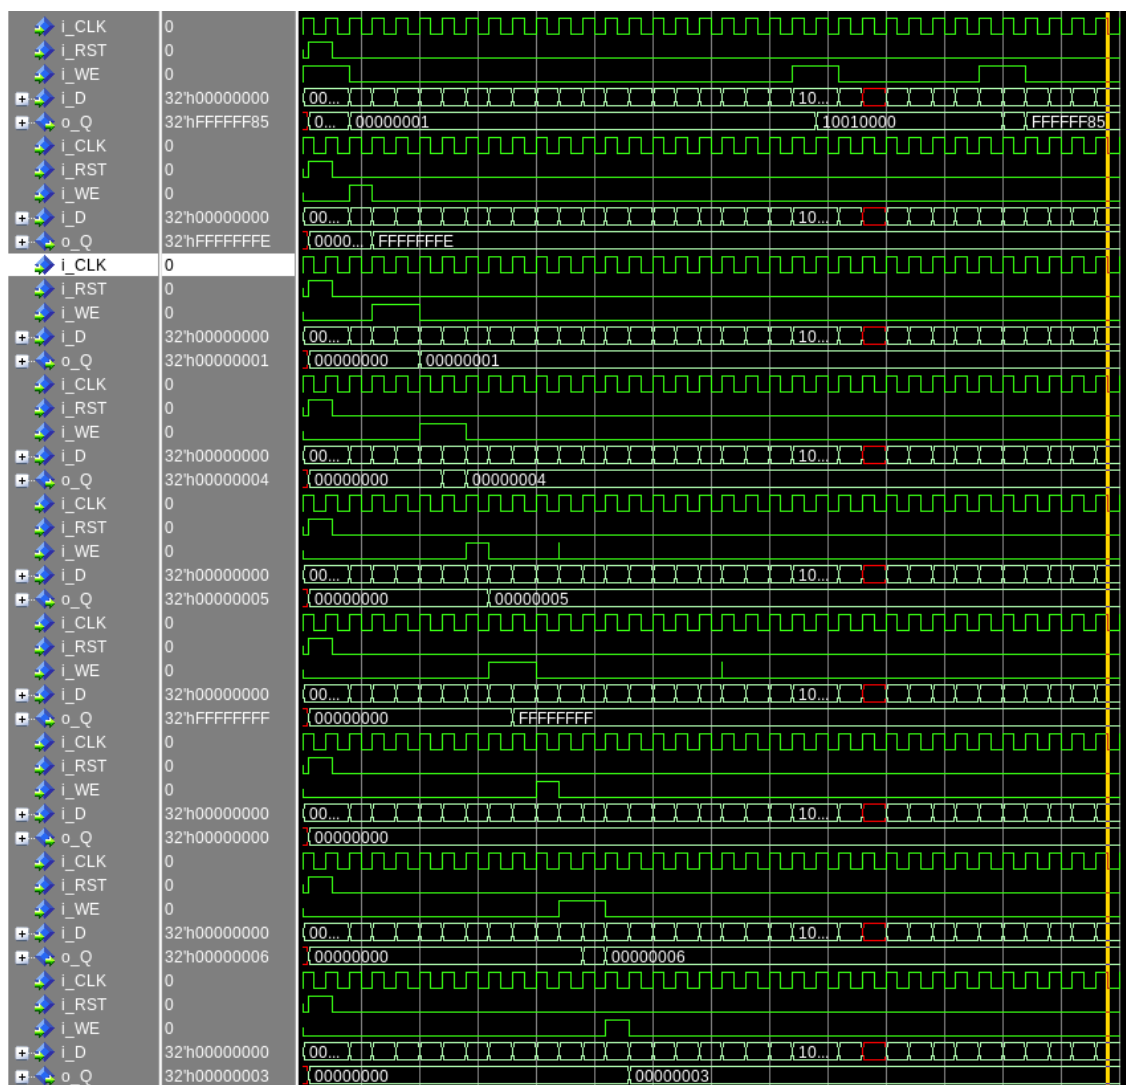 i_CLK 0
i_RST 0
i_WE 0
i_D 32'h00000000 00... 10...
o_Q 32'hFFFFFF85 0... 00000001 10010000 FFFFFF85
i_CLK 0
i_RST 0
i_WE 0
i_D 32'h00000000 00... 10...
o_Q 32'hFFFFFFFE 0000... FFFFFFFE
i_CLK 0
i_RST 0
i_WE 0
i_D 32'h00000000 00... 10...
o_Q 32'h00000001 00000000 00000001
i_CLK 0
i_RST 0
i_WE 0
i_D 32'h00000000 00... 10...
o_Q 32'h00000004 00000000 00000004
i_CLK 0
i_RST 0
i_WE 0
i_D 32'h00000000 00... 10...
o_Q 32'h00000005 00000000 00000005
i_CLK 0
i_RST 0
i_WE 0
i_D 32'h00000000 00... 10...
o_Q 32'hFFFFFFFF 00000000 FFFFFFFF
i_CLK 0
i_RST 0
i_WE 0
i_D 32'h00000000 00... 10...
o_Q 32'h00000000 00000000
i_CLK 0
i_RST 0
i_WE 0
i_D 32'h00000000 00... 10...
o_Q 32'h00000006 00000000 00000006
i_CLK 0
i_RST 0
i_WE 0
i_D 32'h00000000 00... 10...
o_Q 32'h00000003 00000000 00000003